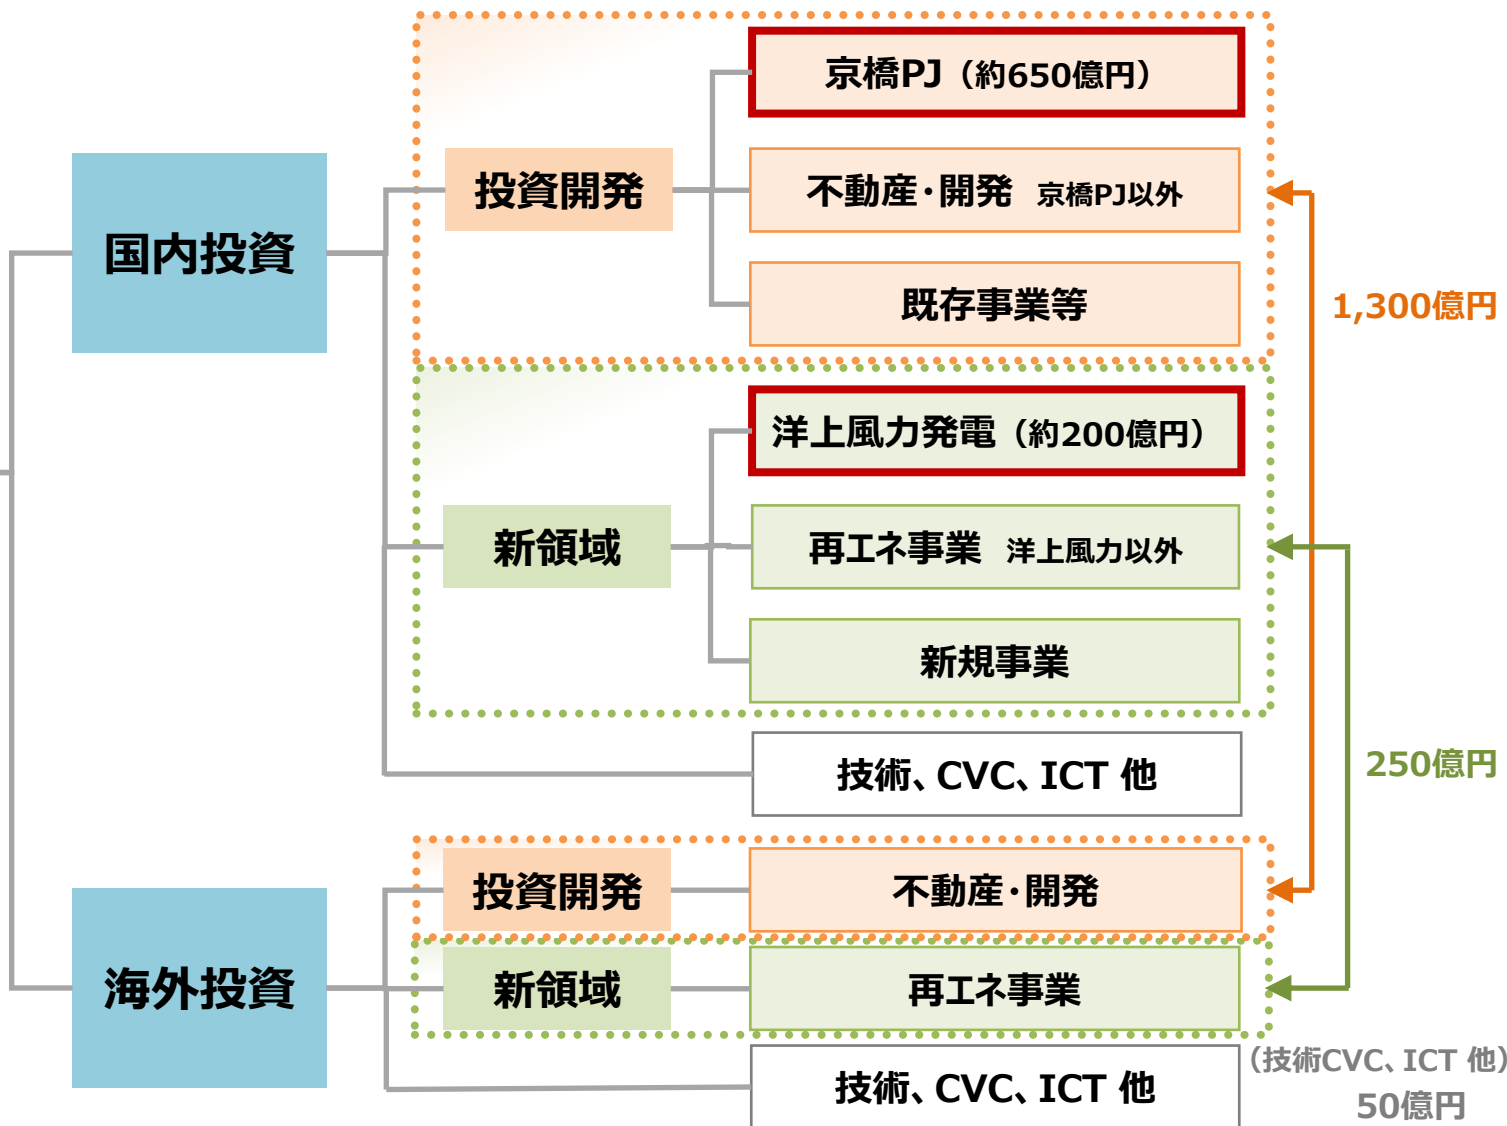 国内投資
投資開発
京橋PJ（約650億円）
不動産・開発 京橋PJ以外
既存事業等
1,300億円
新領域
洋上風力発電（約200億円）
再エネ事業 洋上風力以外
新規事業
技術、CVC、ICT 他
250億円
海外投資
投資開発
不動産・開発
新領域
再エネ事業
技術、CVC、ICT 他
（技術CVC、ICT 他）
50億円